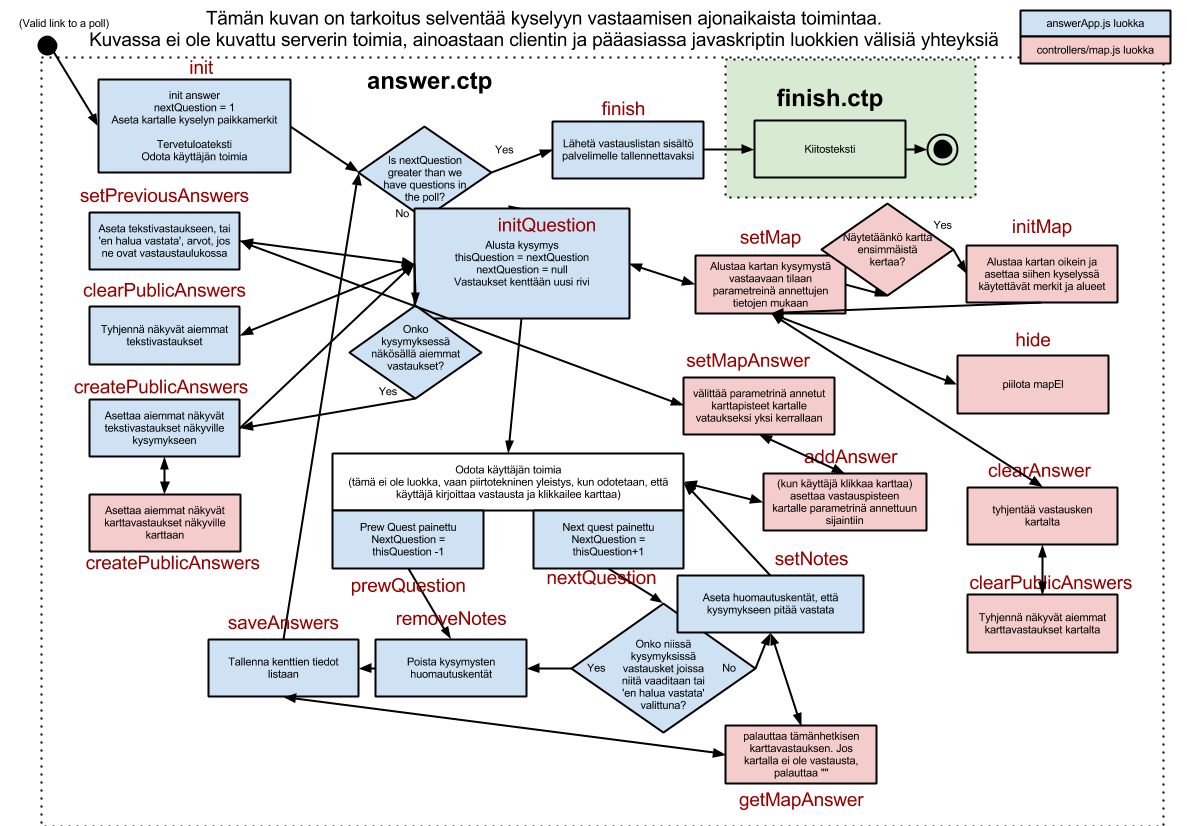 (Valid link to a poll)
Tämän kuvan on tarkoitus selventää kyselyyn vastaamisen ajonaikaista toimintaa.
Kuvassa ei ole kuvattu serverin toimia, ainoastaan clientin ja pääasiassa javaskriptin luokkien välisiä yhteyksiä
answerApp.js luokka
controllers/map.js luokka
answer.ctp
finish.ctp
init
init answer
nextQuestion = 1
Aseta kartalle kyselyn paikkamerkit
Tervetuloateksti
Odota käyttäjän toimia
Is nextQuestion
greater than we
have questions in
the poll?
Yes
No
finish
Lähetä vastauslistan sisältö
palvelimelle tallennettavaksi
Kiitosteksti
setPreviousAnswers
Aseta tekstivastaukseen, tai
'en halua vastata', arvot, jos
ne ovat vastaustaulukossa
initQuestion
Alusta kysymys
thisQuestion = nextQuestion
nextQuestion = null
Vastaukset kenttään uusi rivi
setMap
Alustaa kartan kysymystä
vastaavaan tilaan
parametreinä annettujen
tietojen mukaan
Näytetäänkö kartta
ensimmäistä
kertaa?
Yes
initMap
Alustaa kartan oikein ja
asettaa siihen kyselyssä
käytettävät merkit ja alueet
clearPublicAnswers
Tyhjennä näkyvät aiemmat
tekstivastaukset
Onko
kysymyksessä
näkösällä aiemmat
vastaukset?
Yes
hide
piilota mapEl
setMapAnswer
välittää parametrinä annetut
karttapisteet kartalle
vataukseksi yksi kerrallaan
createPublicAnswers
Asettaa aiemmat näkyvät
tekstivastaukset näkyville
kysymykseen
Odota käyttäjän toimia
(tämä ei ole luokka, vaan piirtotekninen yleistys, kun odotetaan, että
käyttäjä kirjoittaa vastausta ja klikkailee karttaa)
addAnswer
(kun käyttäjä klikkaa karttaa)
asettaa vastauspisteen
kartalle parametrinä annettuun
sijaintiin
clearAnswer
tyhjentää vastausken
kartalta
Asettaa aiemmat näkyvät
karttavastaukset näkyville
karttaan
createPublicAnswers
Prew Quest painettu
NextQuestion =
thisQuestion -1
prewQuestion
Next quest painettu
NextQuestion =
thisQuestion+1
nextQuestion
setNotes
Aseta huomautuskentät, että
kysymykseen pitää vastata
clearPublicAnswers
Tyhjennä näkyvät aiemmat
karttavastaukset kartalta
saveAnswers
Tallenna kenttien tiedot
listaan
removeNotes
Poista kysymysten
huomautuskentät
Yes
Onko niissä
kysymyksissä
vastausket joissa
niitä vaaditaan tai
'en halua vastata'
valittuna?
No
palauttaa tämänhetkisen
karttavastauksen. Jos
kartalla ei ole vastausta,
palauttaa ""
getMapAnswer